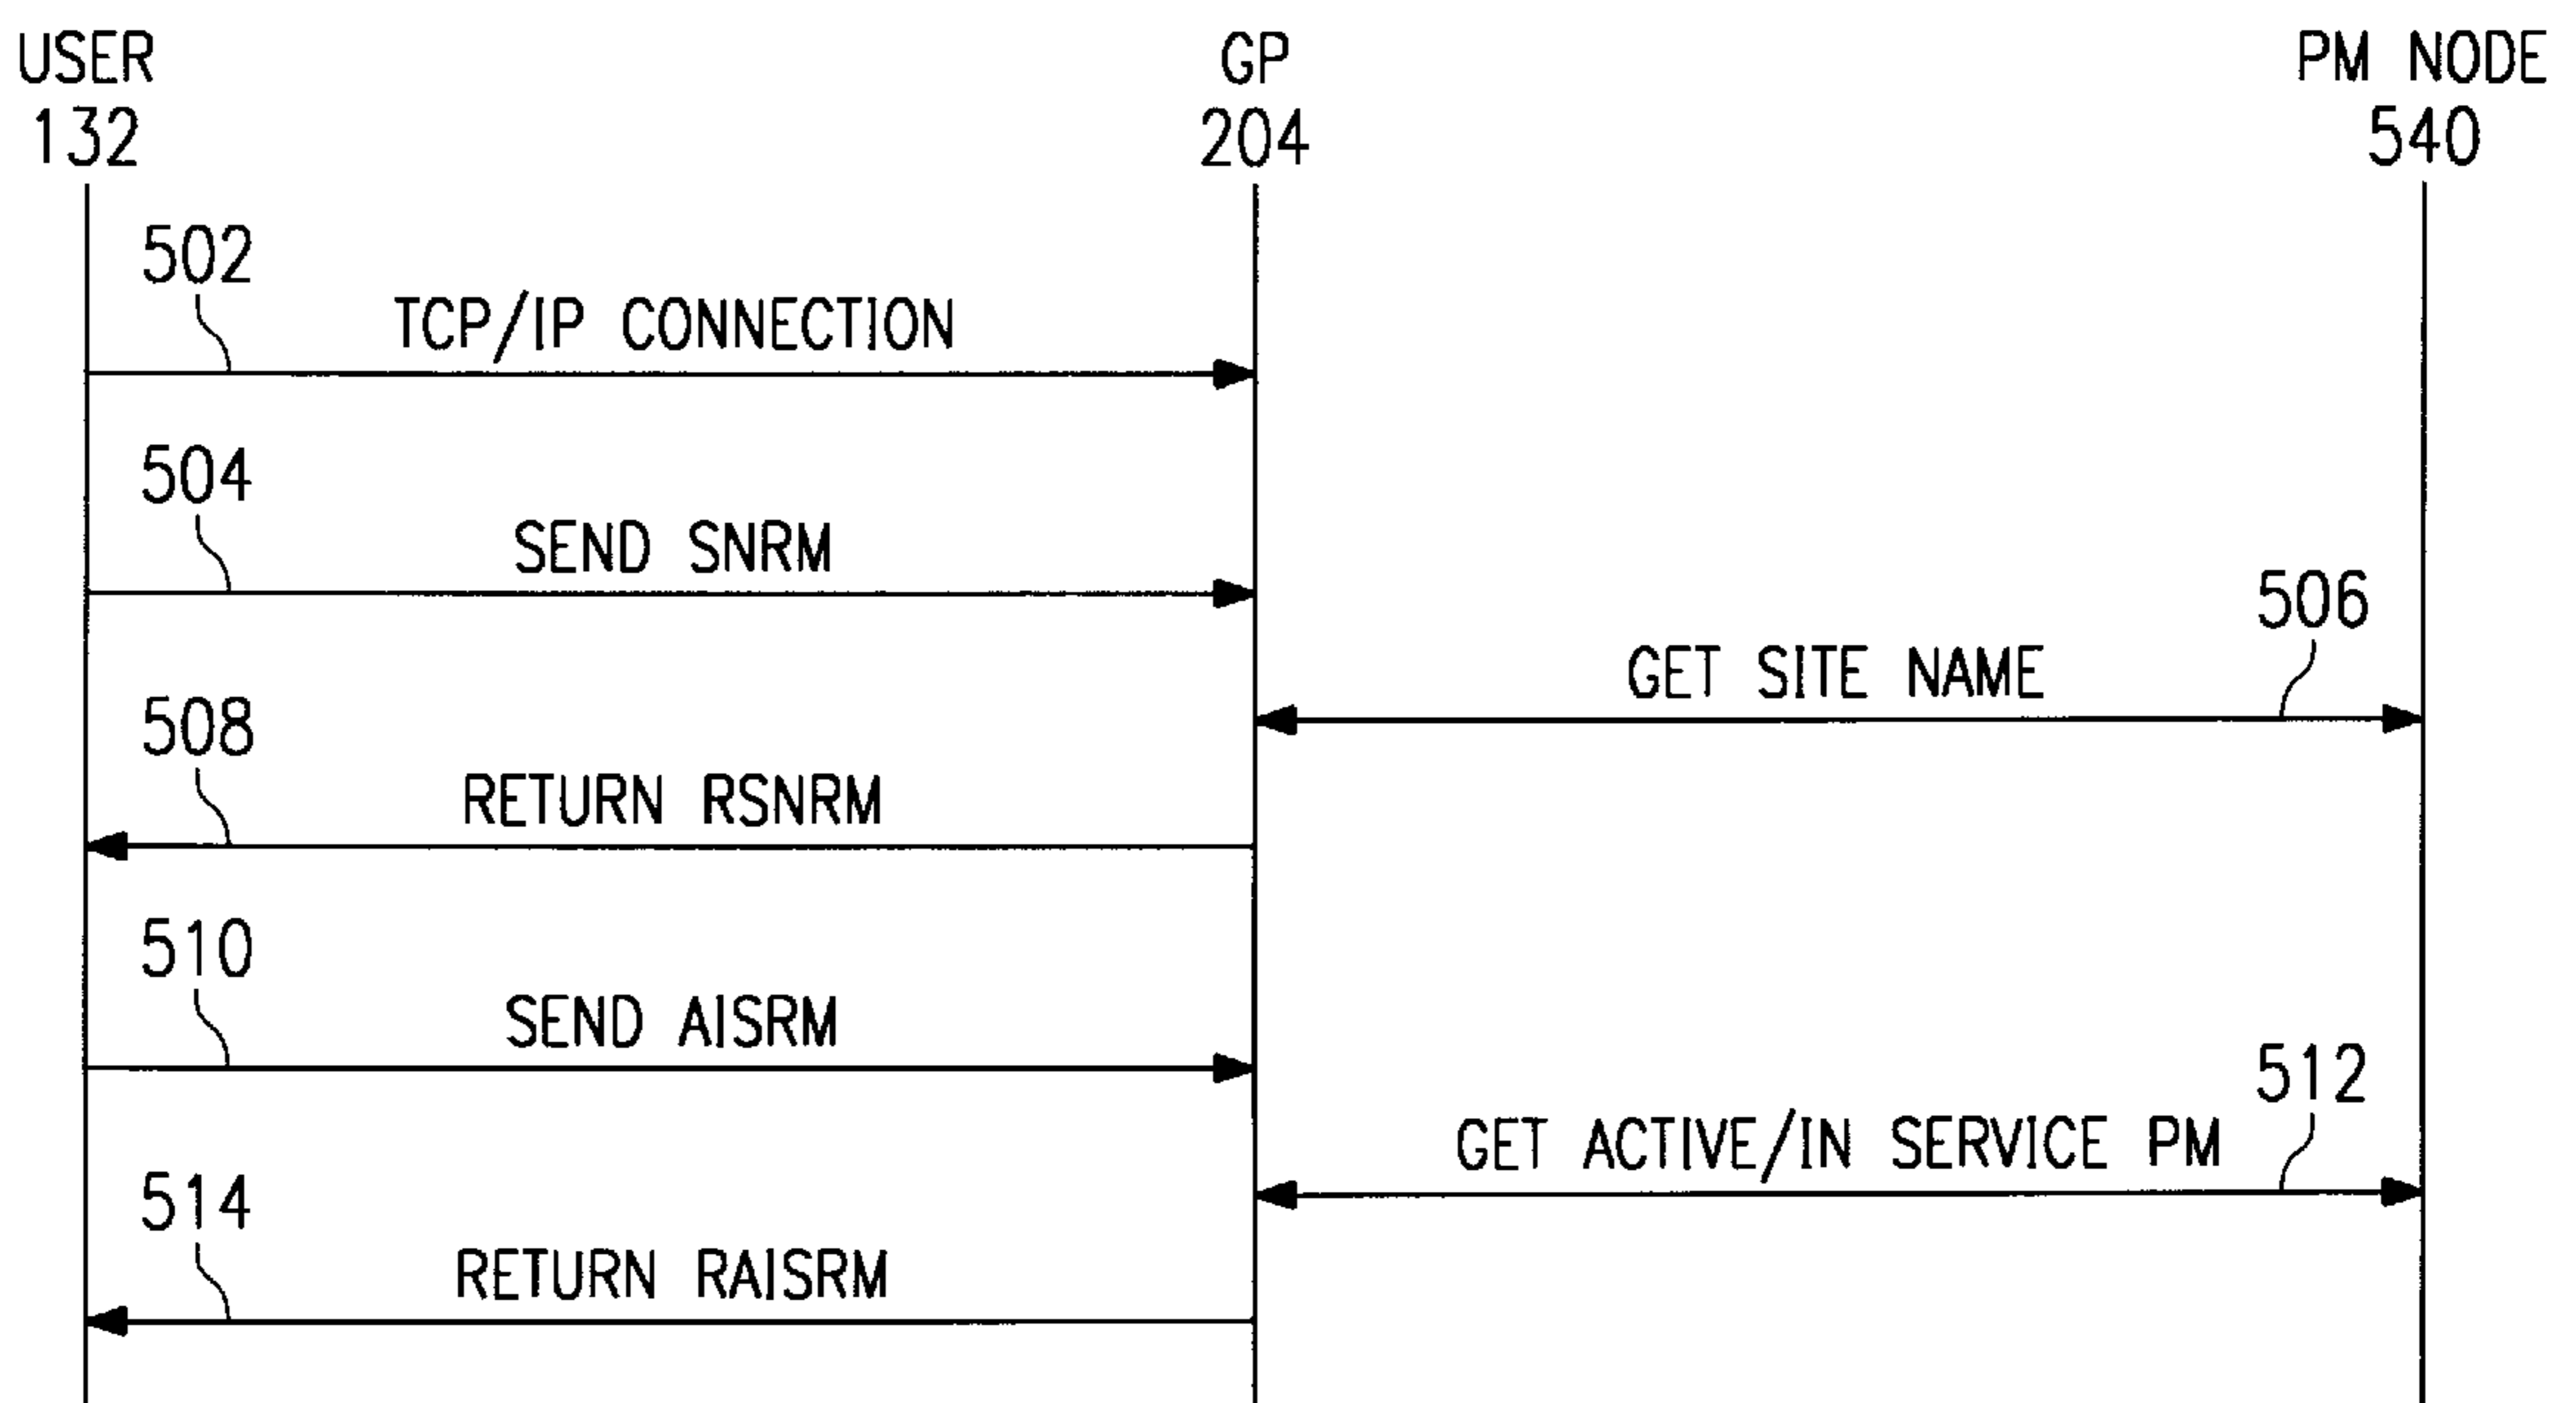 USER
132
GP
204
PM NODE
540
502
TCP/IP CONNECTION
504
SEND SNRM
506
GET SITE NAME
508
RETURN RSNRM
510
SEND AISRM
512
GET ACTIVE/IN SERVICE PM
514
RETURN RAISRM